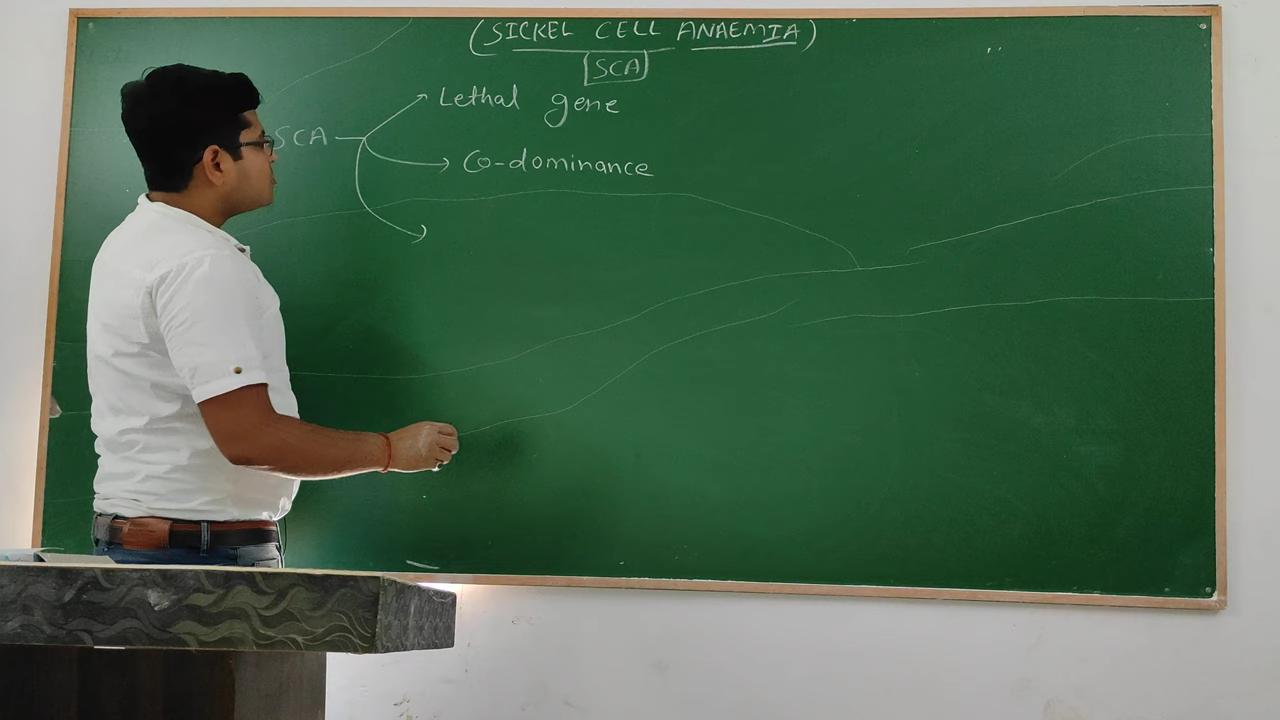 (SICKEL CELL ANAEMIA)
[SCA]
Lethal gene
SCA
Co-dominance